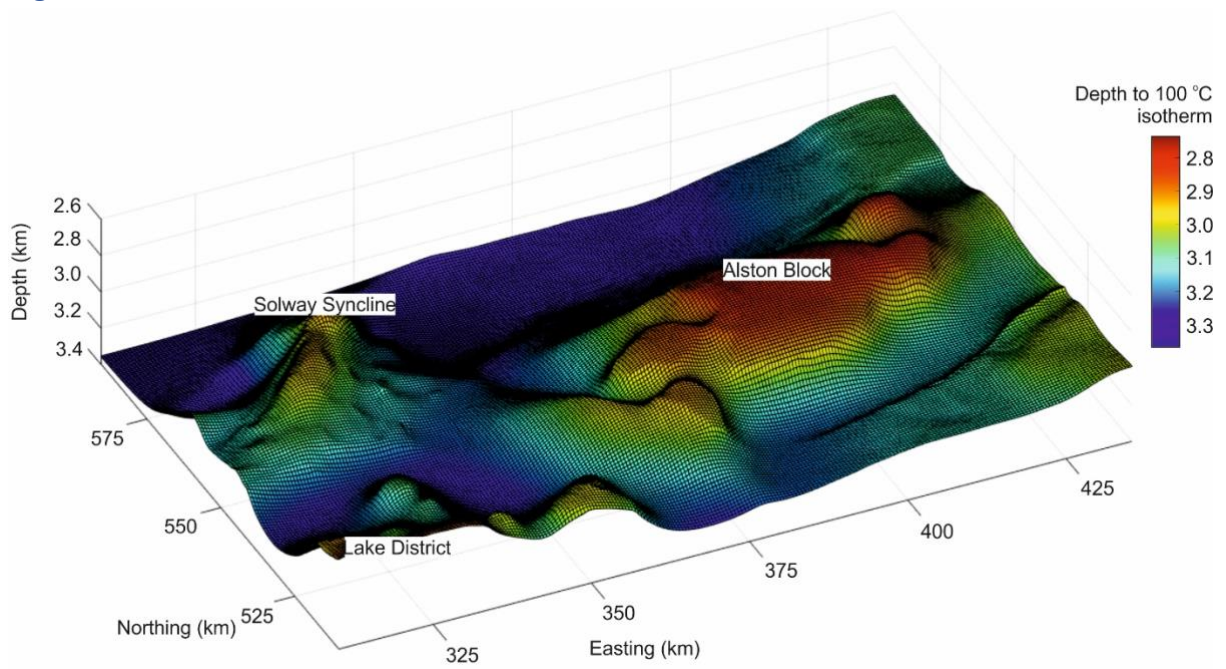 Depth to 100 °C
isotherm
2.8
2.9
3.0
3.1
3.2
3.3
Depth (km)
2.6
2.8
3.0
3.2
3.4
Solway Syncline
Alston Block
Lake District
575
550
525
Northing (km)
325
350
375
400
425
Easting (km)